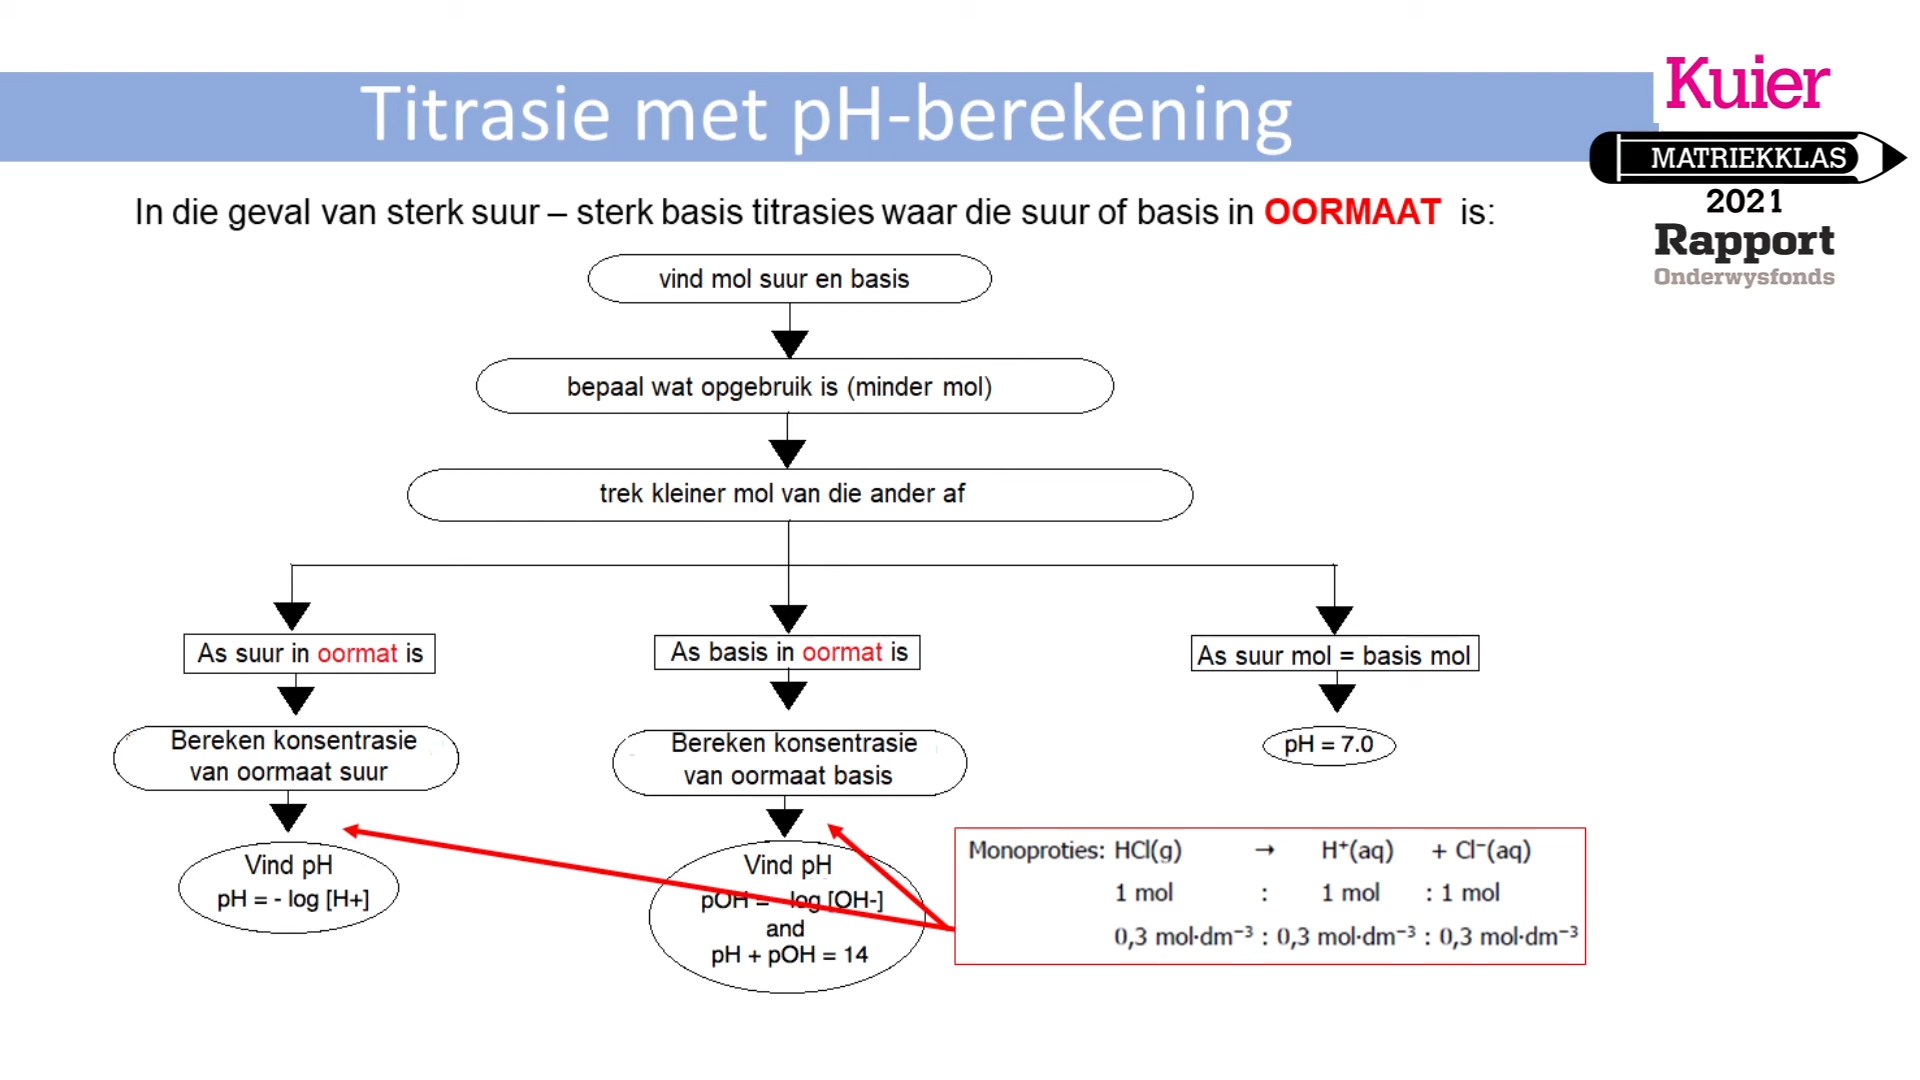 Titrasie met pH-berekening
Kuier
MATRIEKKLAS
2021
Rapport
Onderwysfonds
In die geval van sterk suur – sterk basis titrasies waar die suur of basis in OORMAAT is:
vind mol suur en basis
bepaal wat opgebruik is (minder mol)
trek kleiner mol van die ander af
As suur in oormat is
As basis in oormat is
As suur mol = basis mol
Bereken konsentrasie
van oormaat suur
Bereken konsentrasie
van oormaat basis
pH = 7.0
Vind pH
pH = - log [H+]
Vind pH
pOH = - log [OH-]
and
pH + pOH = 14
Monoproties: HCl(g) → H⁺(aq) + Cl⁻(aq)
1 mol : 1 mol : 1 mol
0,3 mol·dm⁻³ : 0,3 mol·dm⁻³ : 0,3 mol·dm⁻³